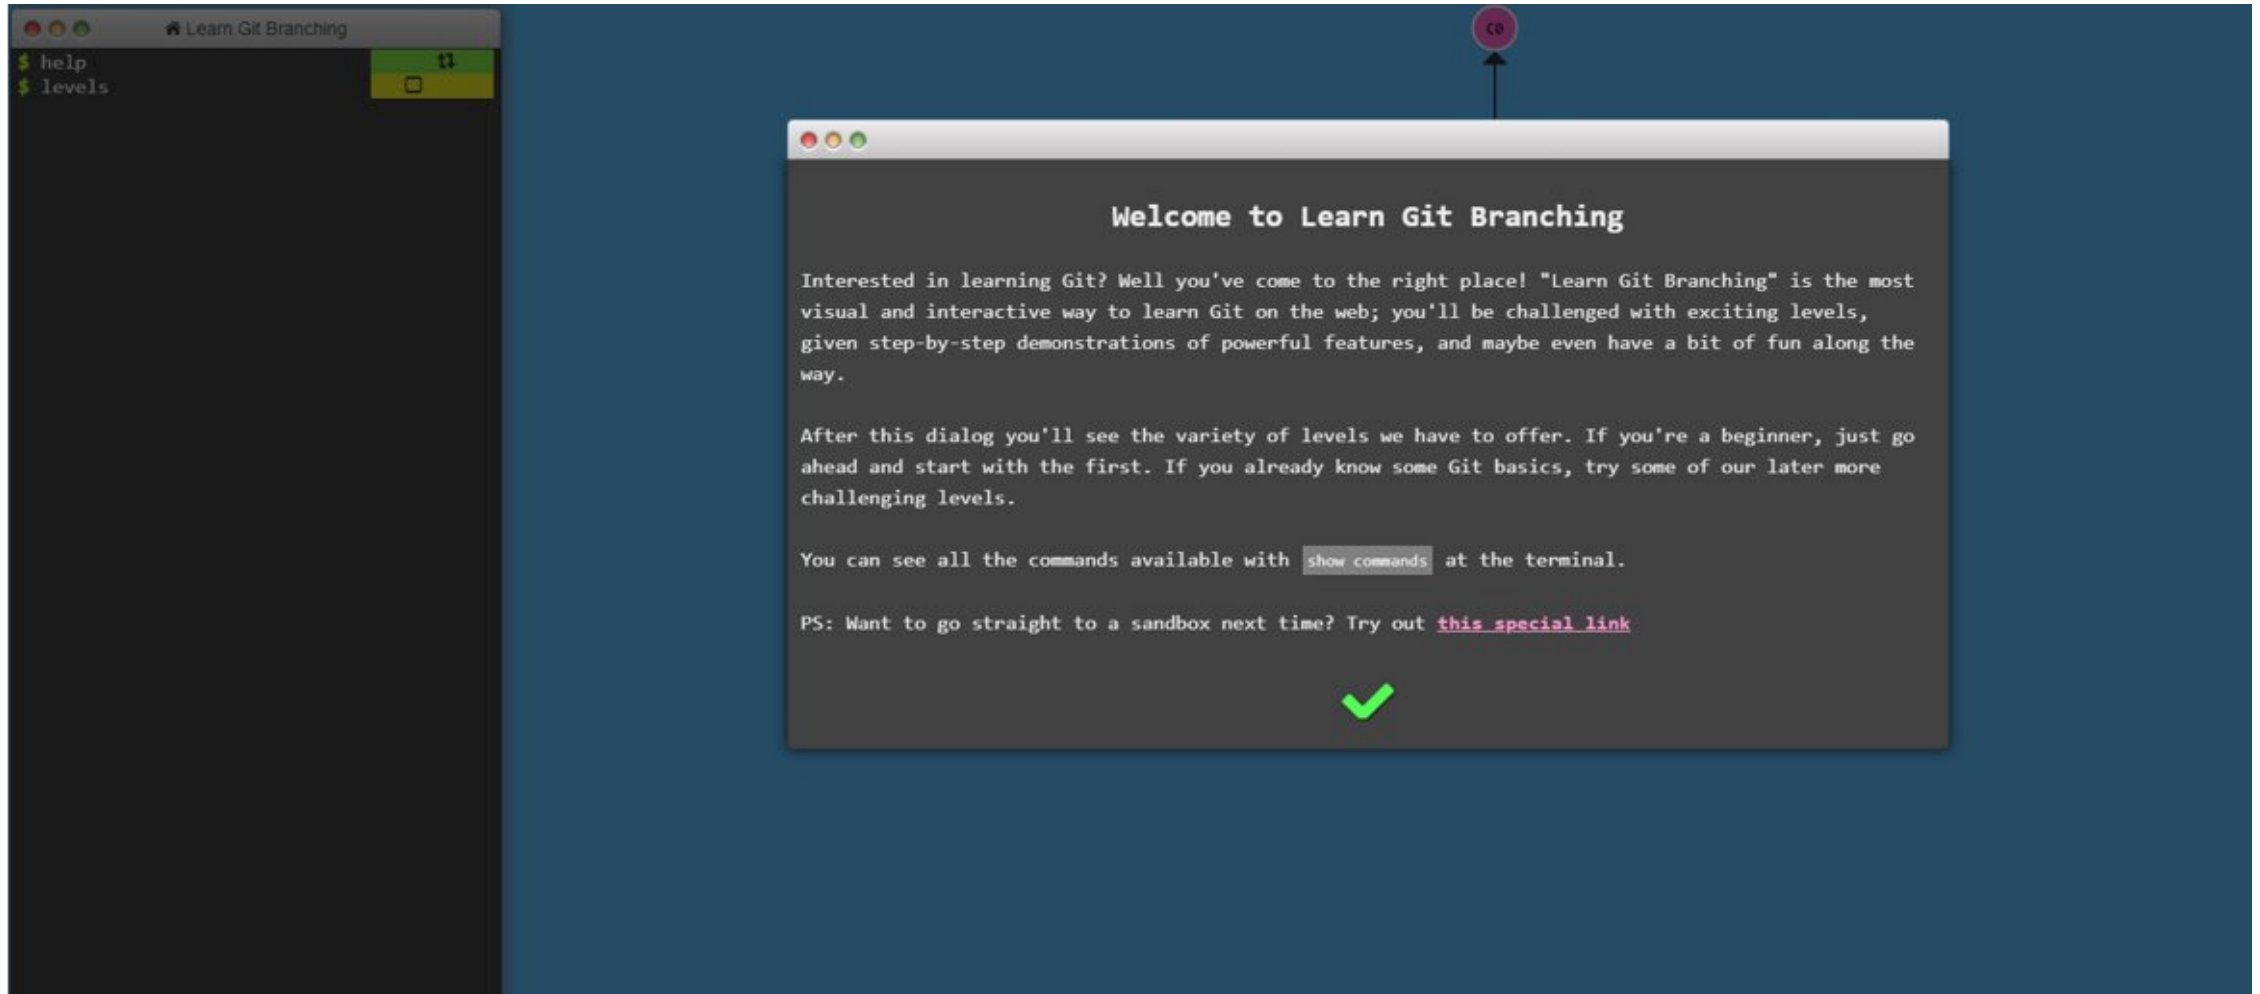 Learn Git Branching
$ help
$ levels
C0
Welcome to Learn Git Branching
Interested in learning Git? Well you've come to the right place! "Learn Git Branching" is the most
visual and interactive way to learn Git on the web; you'll be challenged with exciting levels,
given step-by-step demonstrations of powerful features, and maybe even have a bit of fun along the
way.
After this dialog you'll see the variety of levels we have to offer. If you're a beginner, just go
ahead and start with the first. If you already know some Git basics, try some of our later more
challenging levels.
You can see all the commands available with show commands at the terminal.
PS: Want to go straight to a sandbox next time? Try out this special link